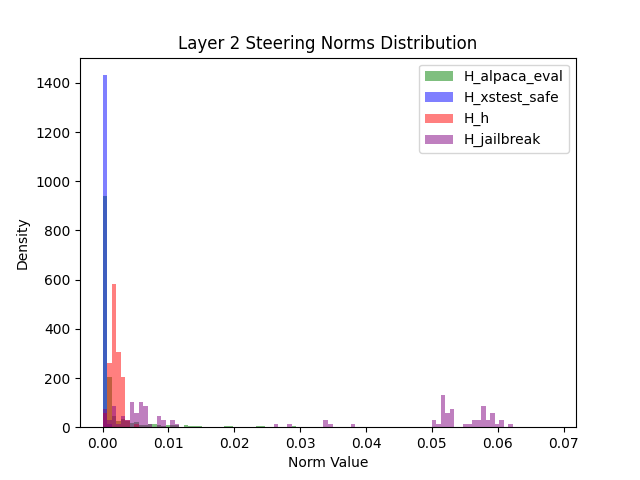 Layer 2 Steering Norms Distribution
H_alpaca_eval
H_xstest_safe
H_h
H_jailbreak
Density
1400
1200
1000
800
600
400
200
0
0.00 0.01 0.02 0.03 0.04 0.05 0.06 0.07
Norm Value